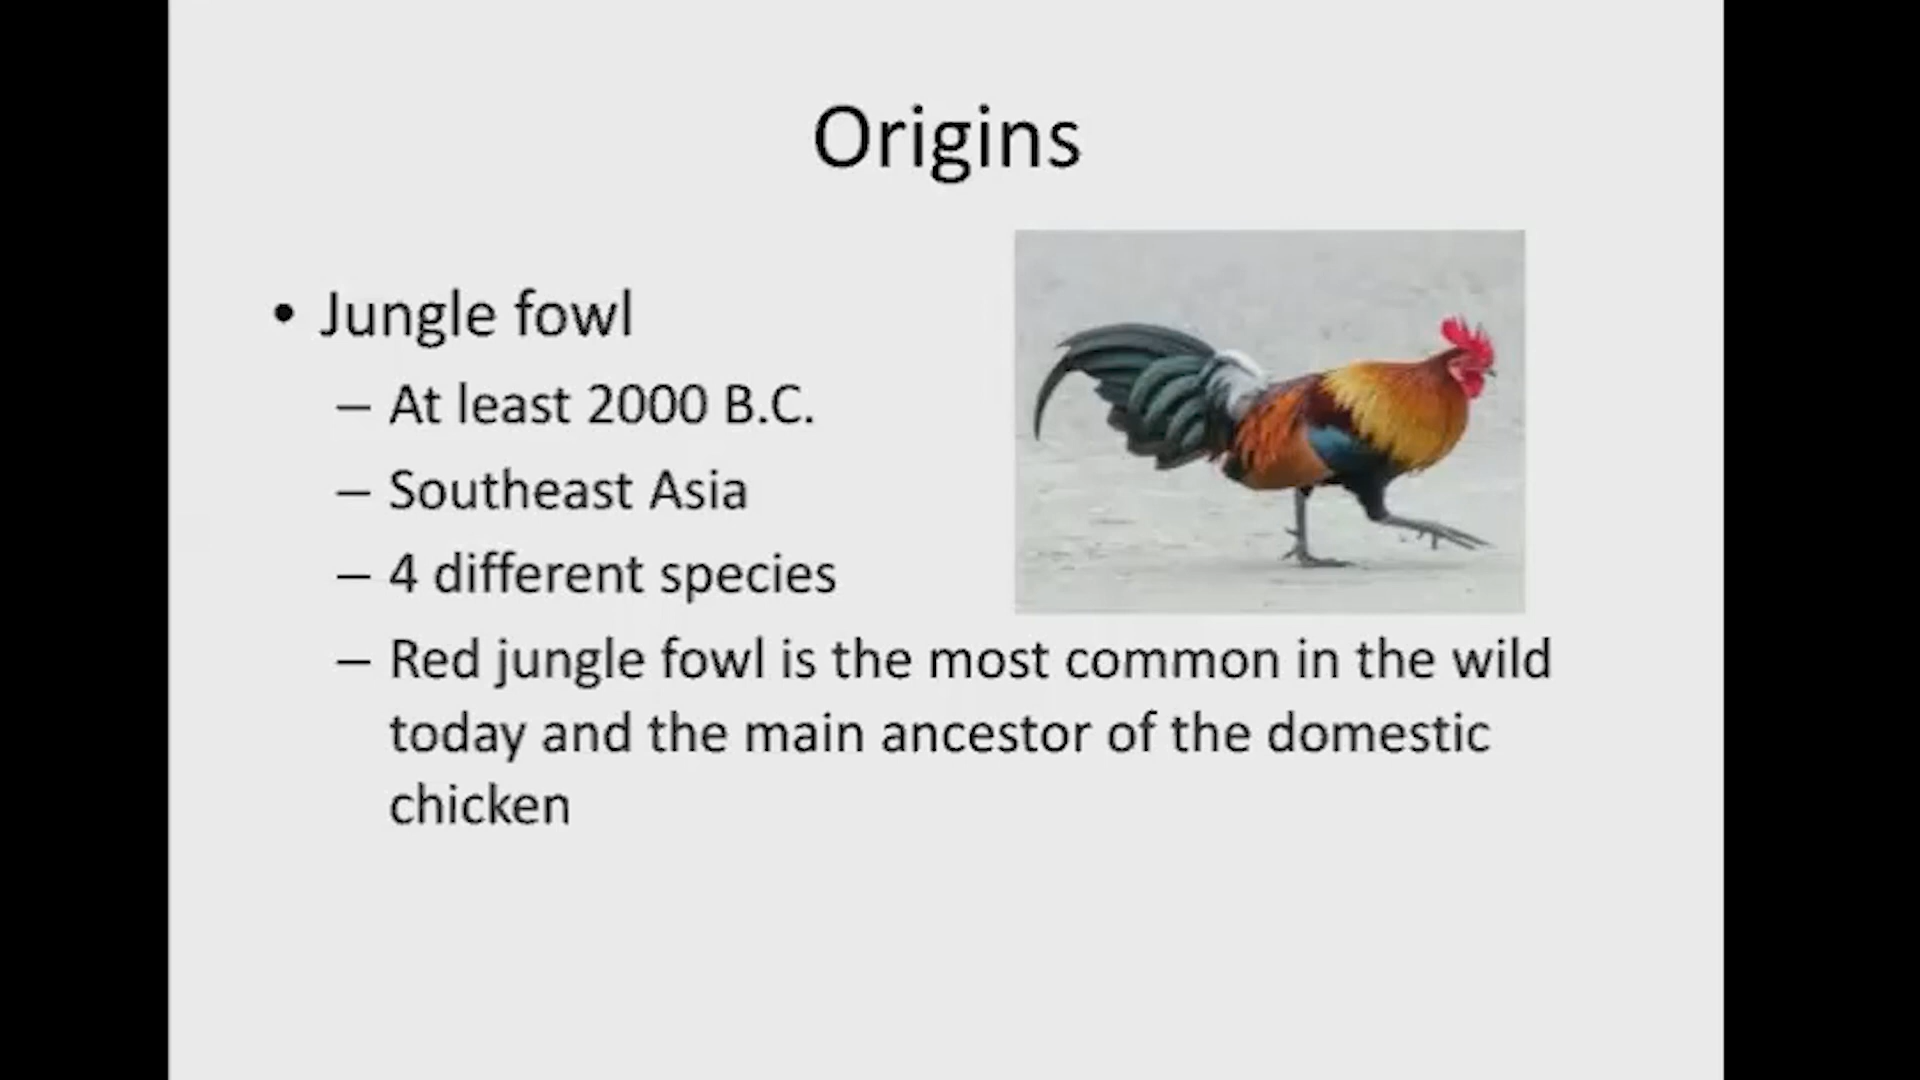 Origins
• Jungle fowl
– At least 2000 B.C.
– Southeast Asia
– 4 different species
– Red jungle fowl is the most common in the wild
today and the main ancestor of the domestic
chicken